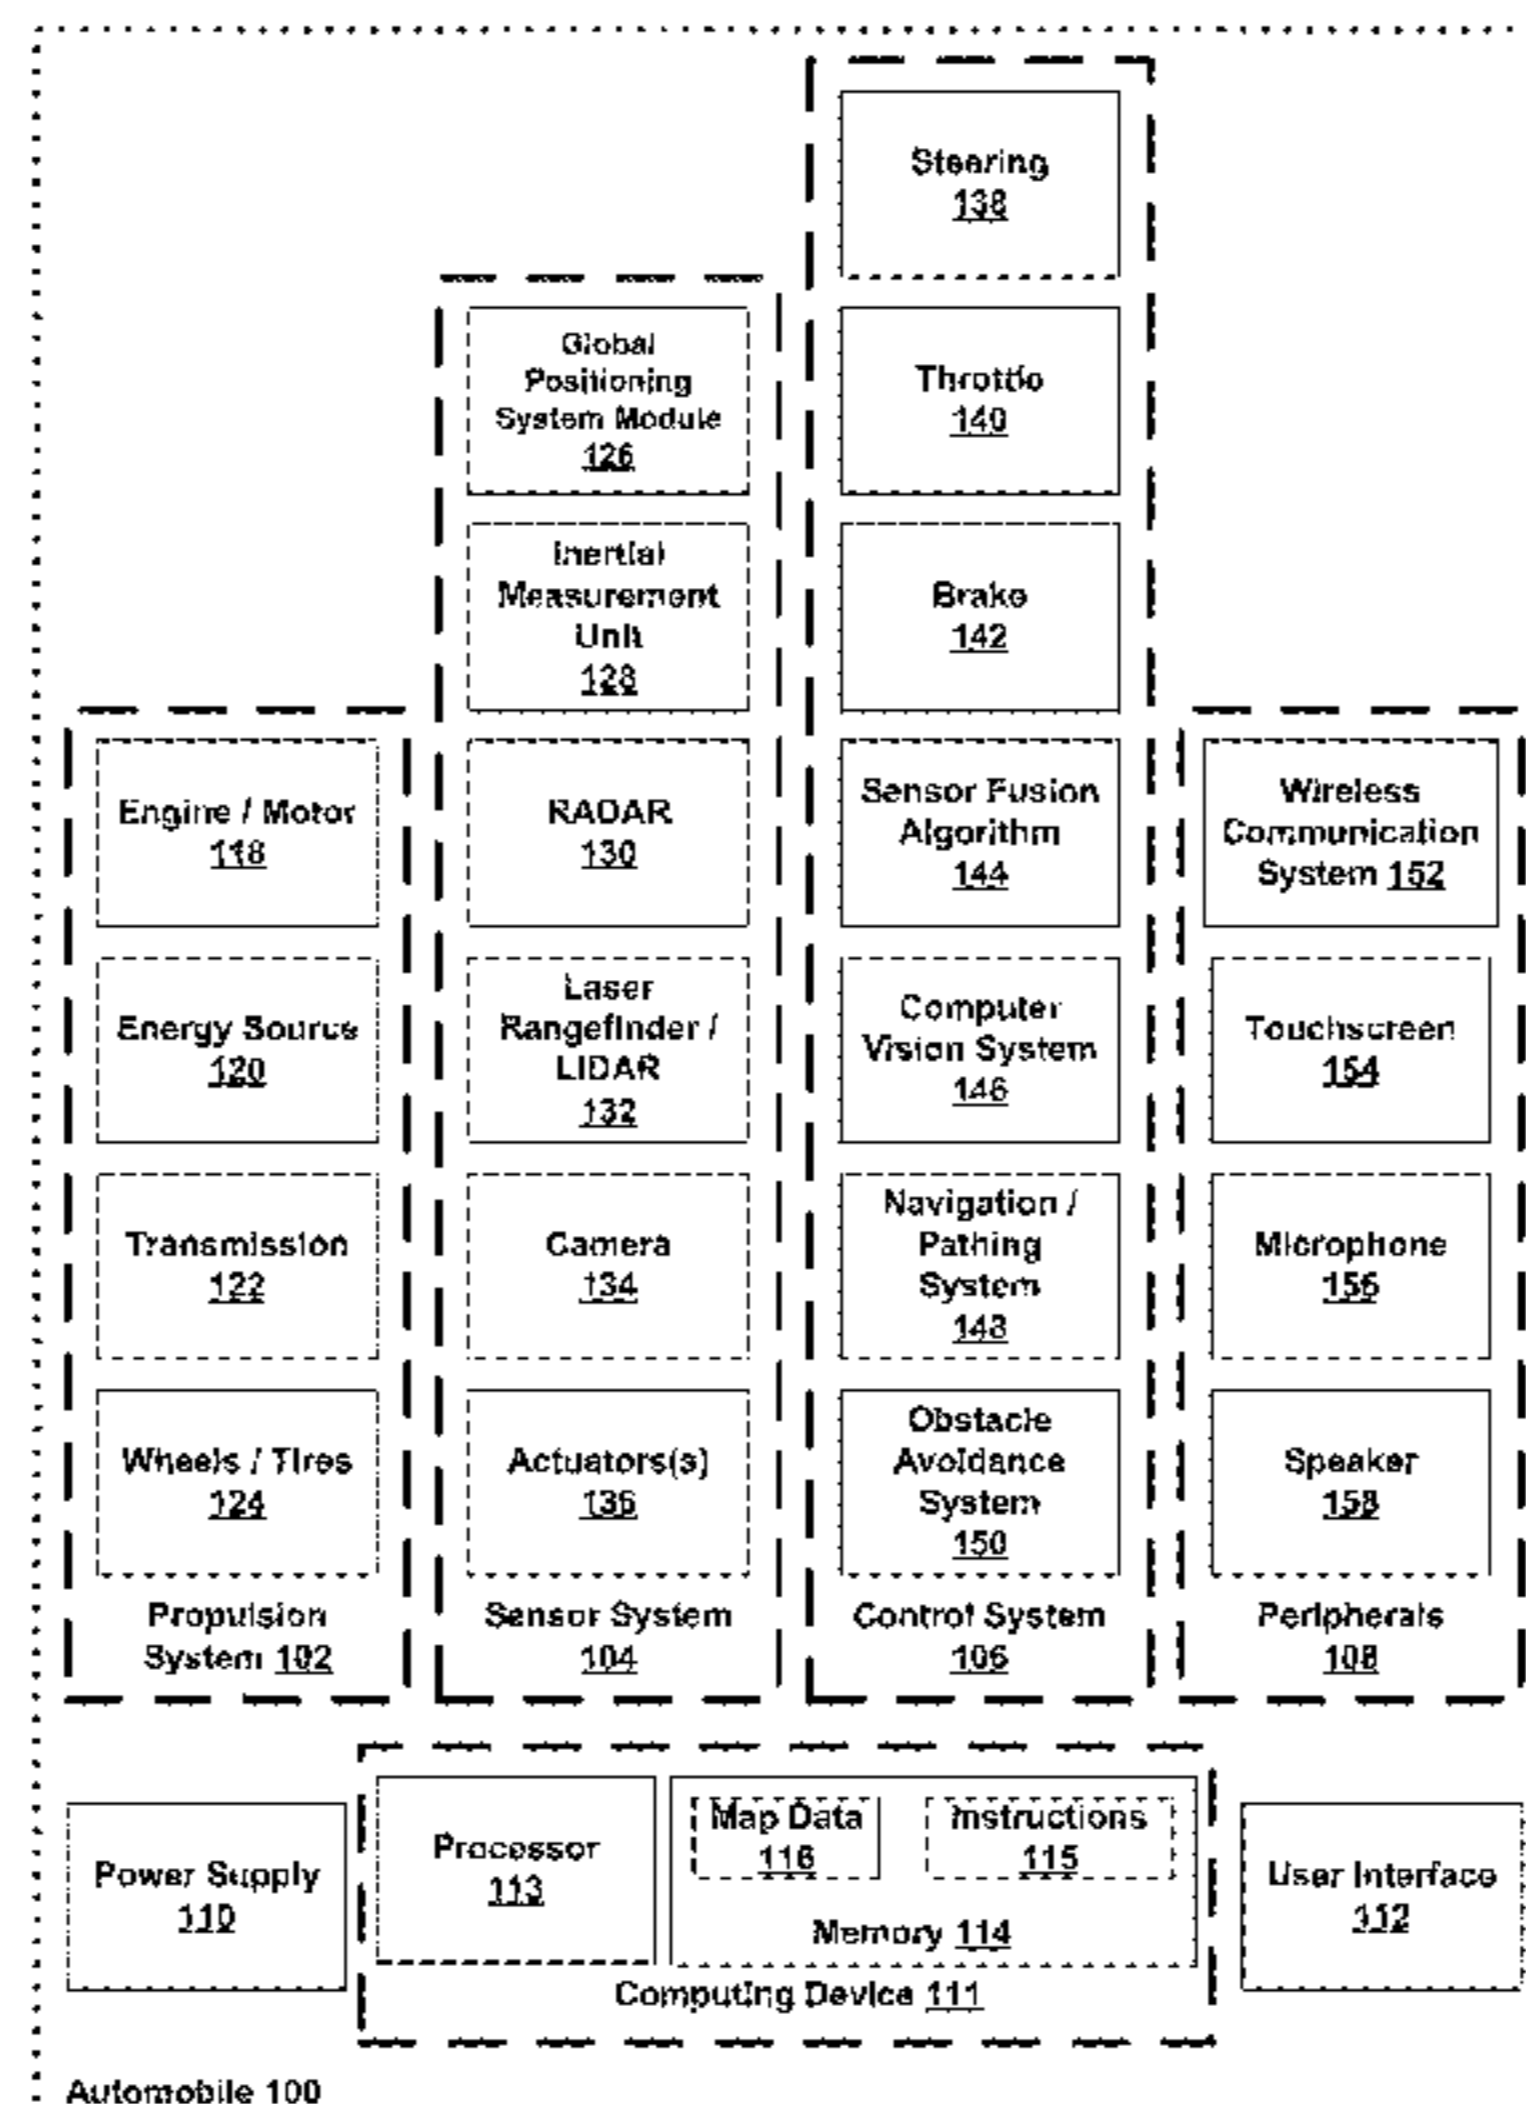 Steering
138
Global
Positioning
System Module
126
Throttle
140
Inertial
Measurement
Unit
128
Brake
142
Engine / Motor
118
RADAR
130
Sensor Fusion
Algorithm
144
Wireless
Communication
System 152
Energy Source
120
Laser
Rangefinder /
LIDAR
132
Computer
Vision System
146
Touchscreen
154
Transmission
122
Camera
134
Navigation /
Pathing
System
148
Microphone
156
Wheels / Tires
124
Actuators(s)
136
Obstacle
Avoidance
System
150
Speaker
158
Propulsion
System 102
Sensor System
104
Control System
106
Peripherals
108
Power Supply
110
Processor
113
Map Data
116
Instructions
115
Memory 114
Computing Device 111
User Interface
112
Automobile 100